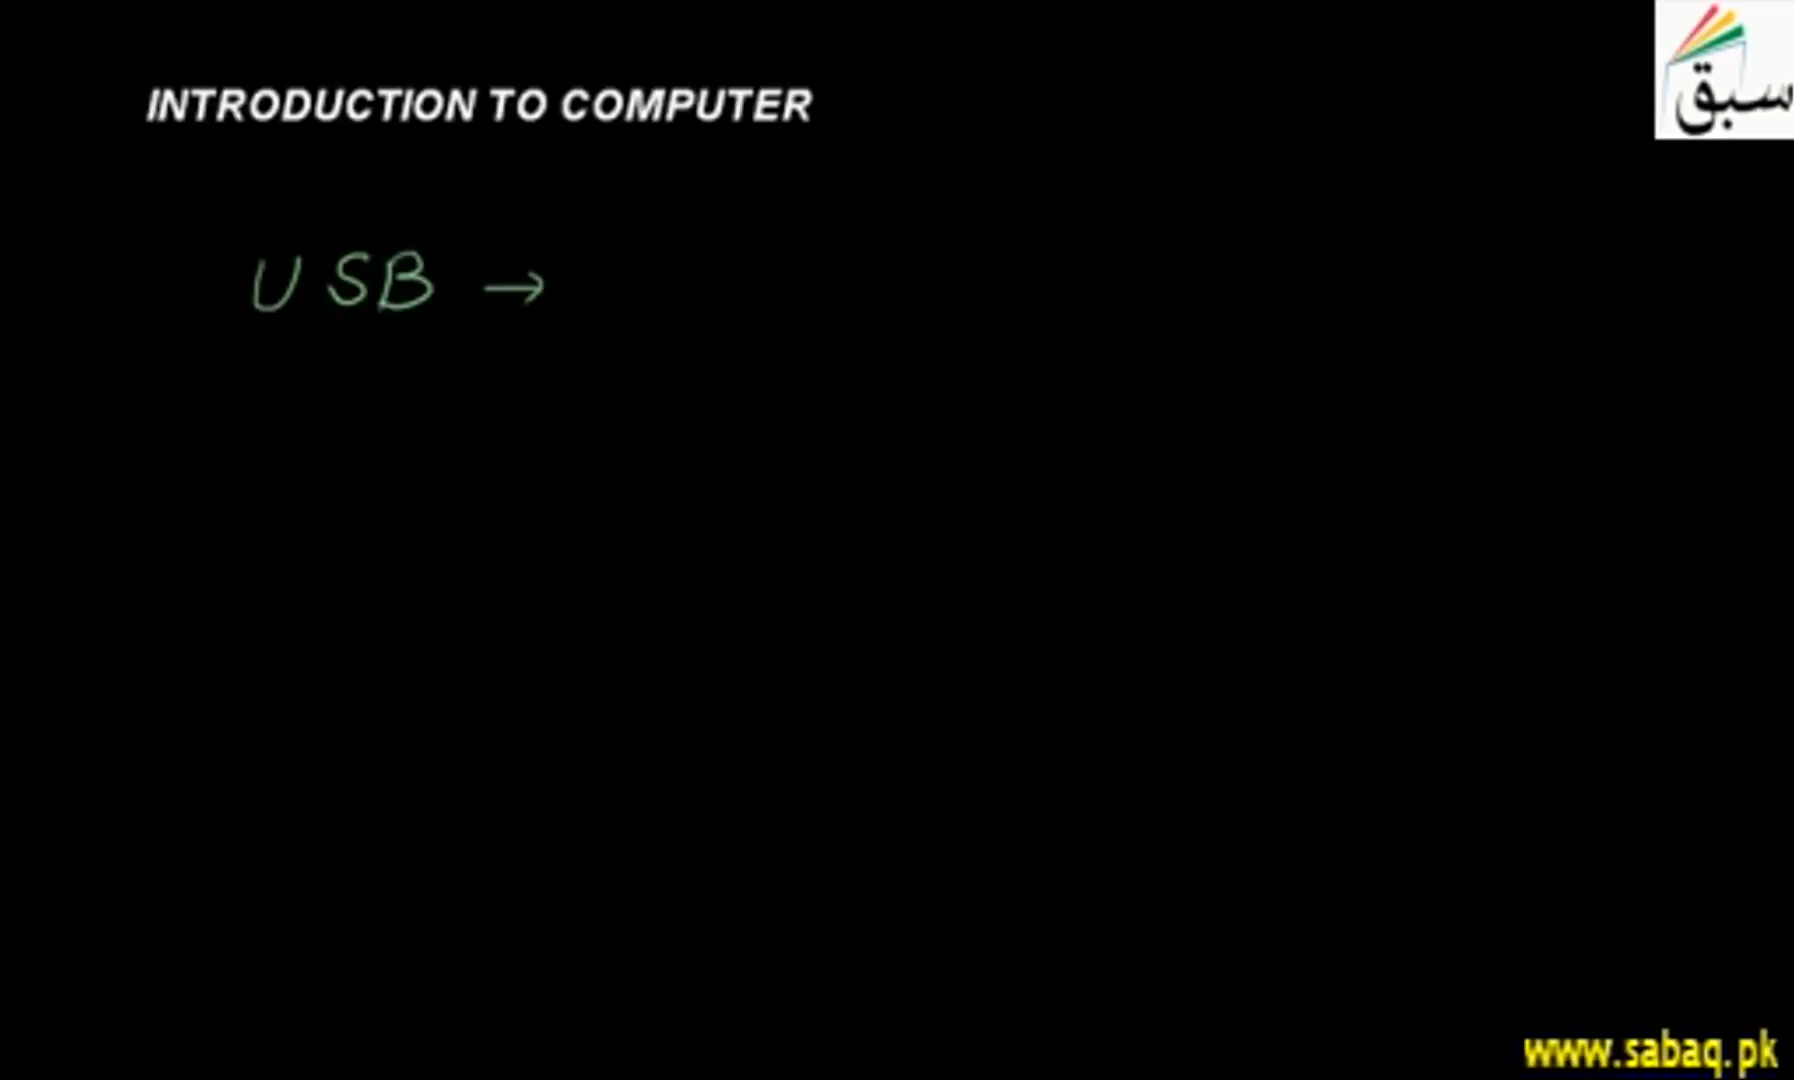 سبق
INTRODUCTION TO COMPUTER
USB →
www.sabaq.pk